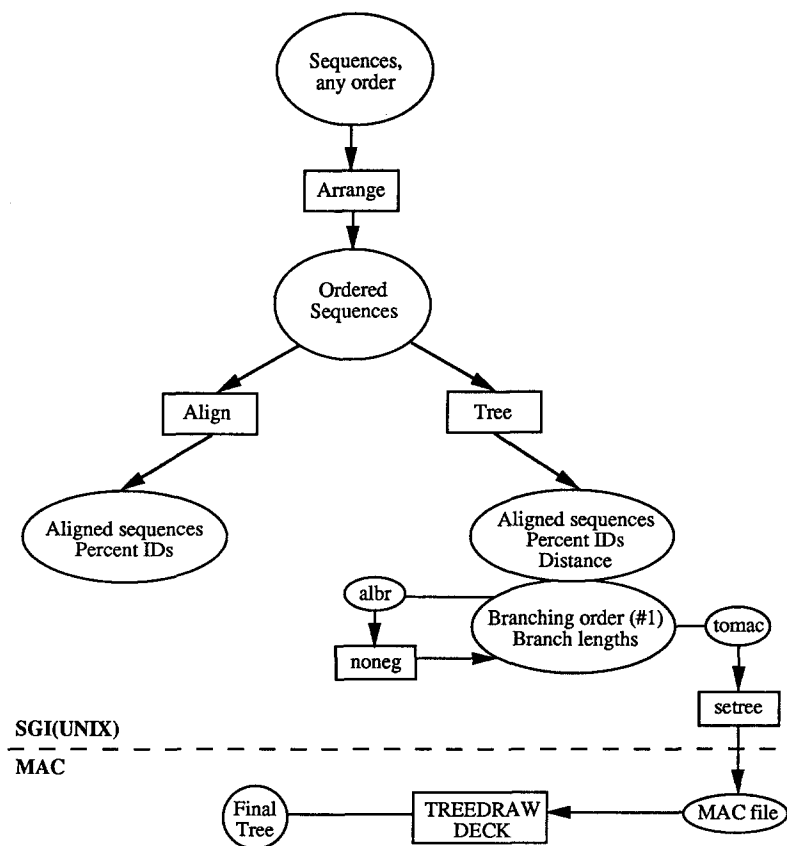 Sequences,
any order
Arrange
Ordered
Sequences
Align
Tree
Aligned sequences
Percent IDs
Aligned sequences
Percent IDs
Distance
albr
Branching order (#1)
Branch lengths
tomac
noneg
setree
SGI(UNIX)
MAC
Final
Tree
TREEDRAW
DECK
MAC file